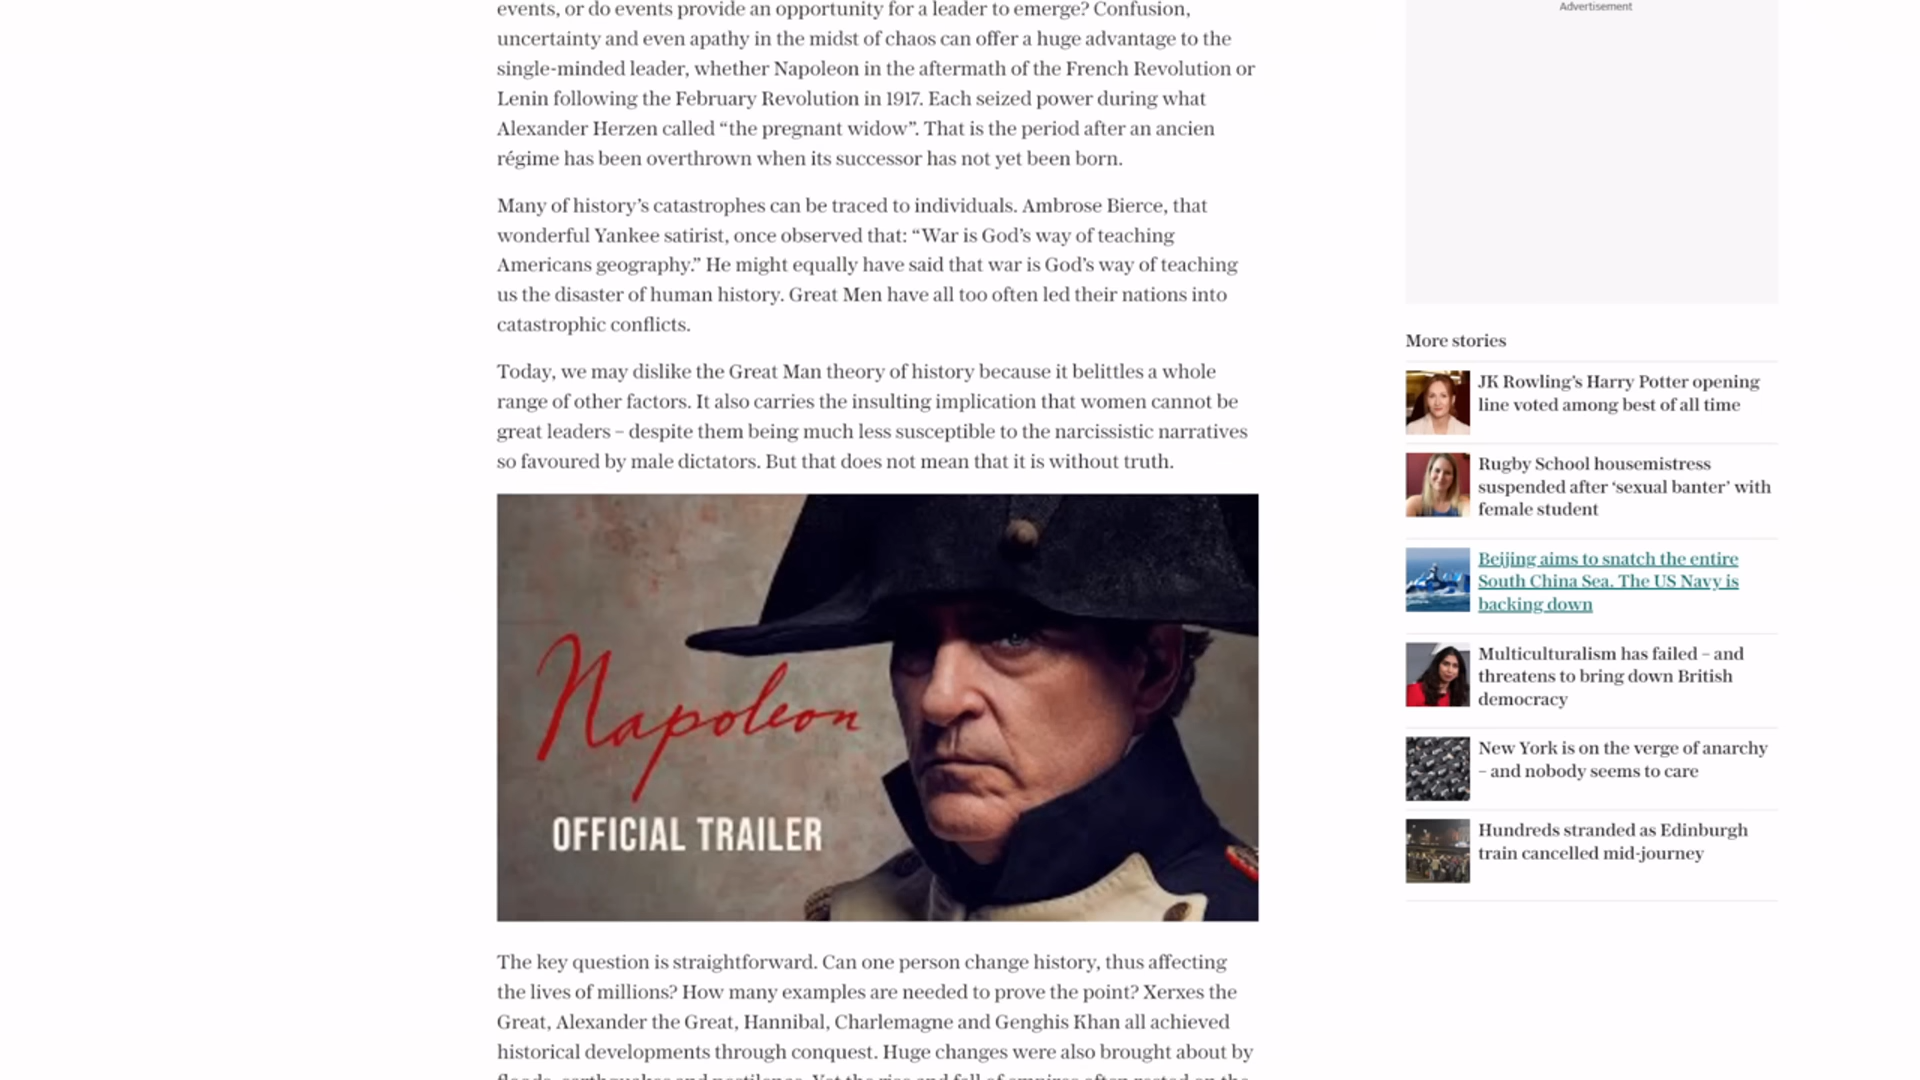 events, or do events provide an opportunity for a leader to emerge? Confusion,
uncertainty and even apathy in the midst of chaos can offer a huge advantage to the
single-minded leader, whether Napoleon in the aftermath of the French Revolution or
Lenin following the February Revolution in 1917. Each seized power during what
Alexander Herzen called “the pregnant widow”. That is the period after an ancien
régime has been overthrown when its successor has not yet been born.
Many of history’s catastrophes can be traced to individuals. Ambrose Bierce, that
wonderful Yankee satirist, once observed that: “War is God’s way of teaching
Americans geography.” He might equally have said that war is God’s way of teaching
us the disaster of human history. Great Men have all too often led their nations into
catastrophic conflicts.
Today, we may dislike the Great Man theory of history because it belittles a whole
range of other factors. It also carries the insulting implication that women cannot be
great leaders – despite them being much less susceptible to the narcissistic narratives
so favoured by male dictators. But that does not mean that it is without truth.
Napoleon
OFFICIAL TRAILER
The key question is straightforward. Can one person change history, thus affecting
the lives of millions? How many examples are needed to prove the point? Xerxes the
Great, Alexander the Great, Hannibal, Charlemagne and Genghis Khan all achieved
historical developments through conquest. Huge changes were also brought about by
floods, earthquakes and pestilence. Yet the rise and fall of empires often rested on the
Advertisement
More stories
JK Rowling’s Harry Potter opening
line voted among best of all time
Rugby School housemistress
suspended after ‘sexual banter’ with
female student
Beijing aims to snatch the entire
South China Sea. The US Navy is
backing down
Multiculturalism has failed – and
threatens to bring down British
democracy
New York is on the verge of anarchy
– and nobody seems to care
Hundreds stranded as Edinburgh
train cancelled mid-journey